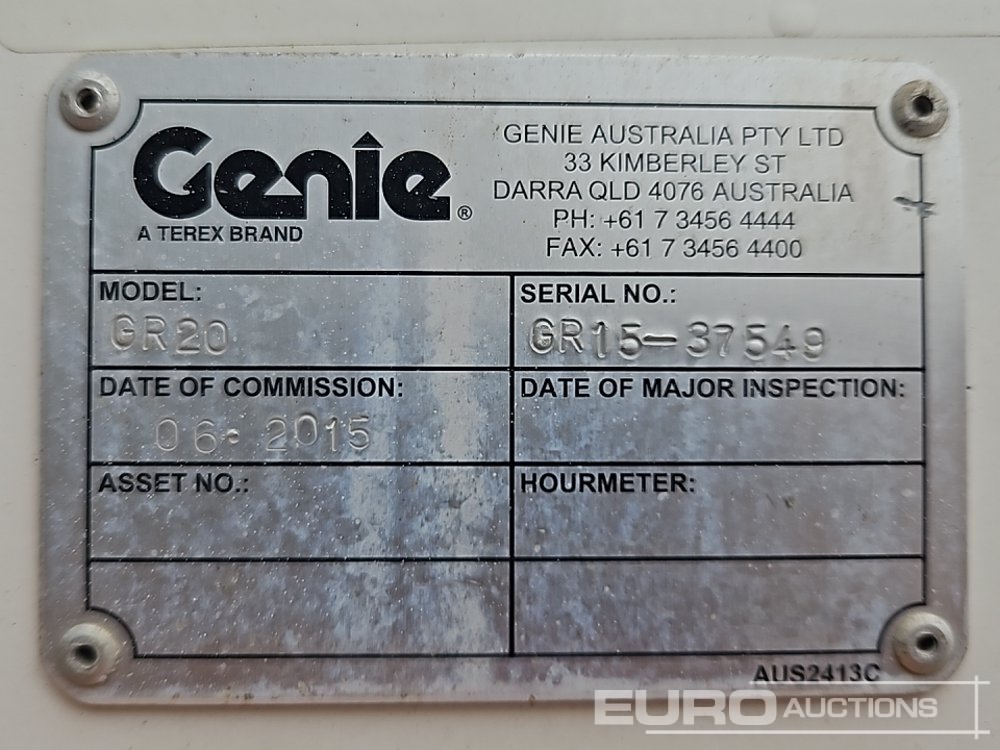 Genie®
A TEREX BRAND
GENIE AUSTRALIA PTY LTD
33 KIMBERLEY ST
DARRA QLD 4076 AUSTRALIA
PH: +61 7 3456 4444
FAX: +61 7 3456 4400
MODEL:
GR20
SERIAL NO.:
GR15-37549
DATE OF COMMISSION:
06-2015
DATE OF MAJOR INSPECTION:
ASSET NO.:
HOURMETER:
AUS2413C
EURO AUCTIONS